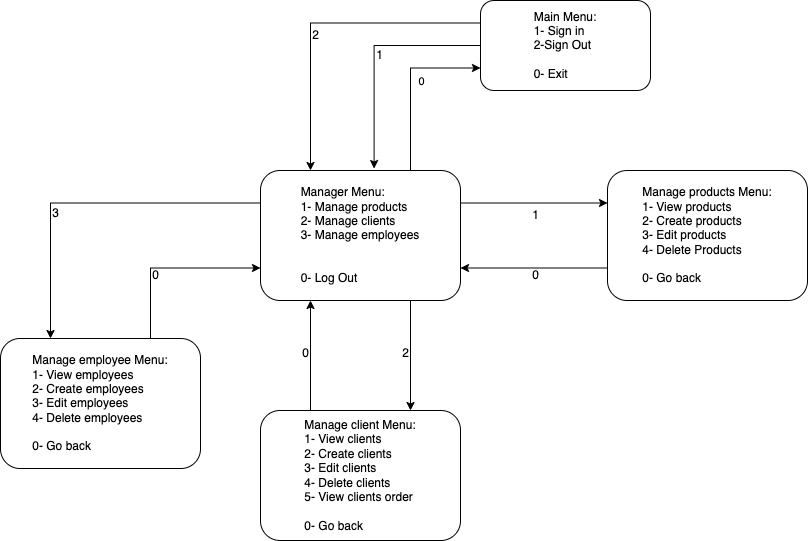 Main Menu:
1- Sign in
2-Sign Out
0- Exit
2
1
0
Manager Menu:
1- Manage products
2- Manage clients
3- Manage employees
0- Log Out
Manage products Menu:
1- View products
2- Create products
3- Edit products
4- Delete Products
0- Go back
3
1
0
0
Manage employee Menu:
1- View employees
2- Create employees
3- Edit employees
4- Delete employees
0- Go back
0
2
Manage client Menu:
1- View clients
2- Create clients
3- Edit clients
4- Delete clients
5- View clients order
0- Go back